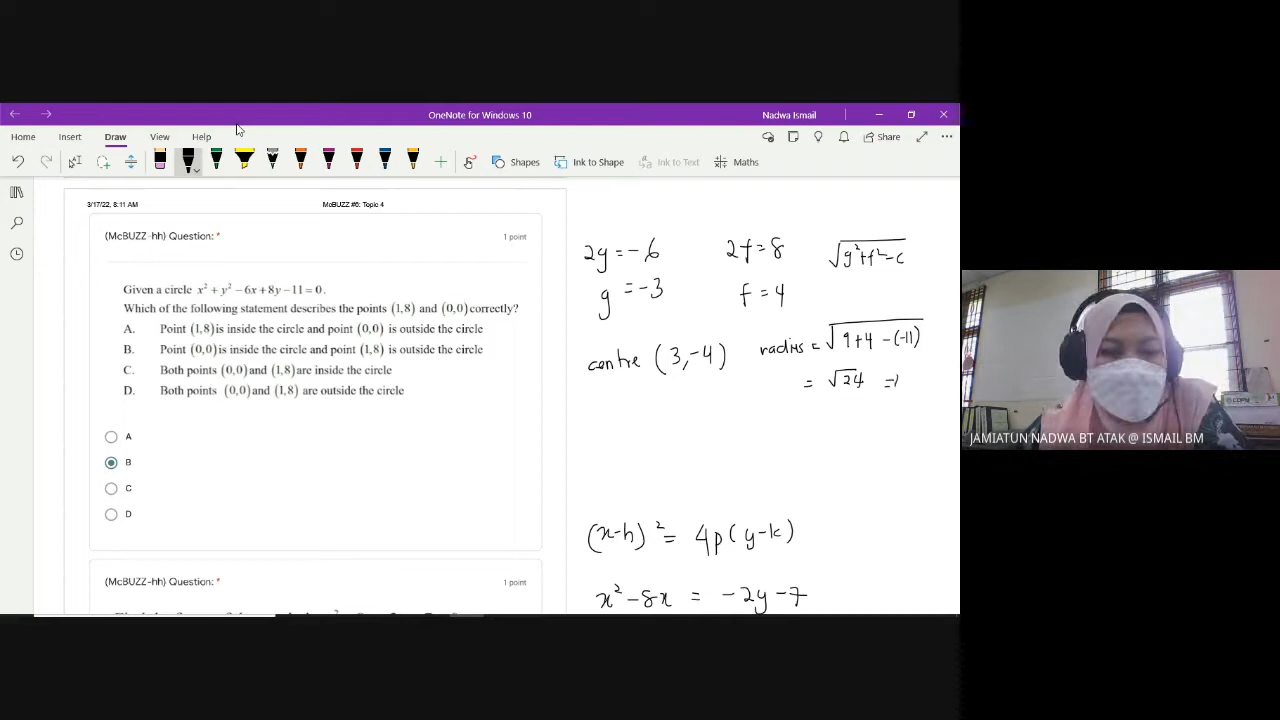 OneNote for Windows 10
Nadwa Ismail
Home Insert Draw View Help
Share
Shapes Ink to Shape Ink to Text Maths
3/17/22, 8:11 AM
McBUZZ #6: Topic 4
(McBUZZ-hh) Question: *
1 point
Given a circle x² + y² − 6x + 8y − 11 = 0.
Which of the following statement describes the points (1,8) and (0,0) correctly?
A. Point (1,8) is inside the circle and point (0,0) is outside the circle
B. Point (0,0) is inside the circle and point (1,8) is outside the circle
C. Both points (0,0) and (1,8) are inside the circle
D. Both points (0,0) and (1,8) are outside the circle
A
B
C
D
(McBUZZ-hh) Question: *
1 point
2g = -6
g = -3
2f = 8
f = 4
√g²+f²-c
centre (3,-4)
radius = √9+4-(-11)
= √24 =
(x-h)² = 4p(y-k)
x² - 8x = -2y - 7
JAMIATUN NADWA BT ATAK @ ISMAIL BM